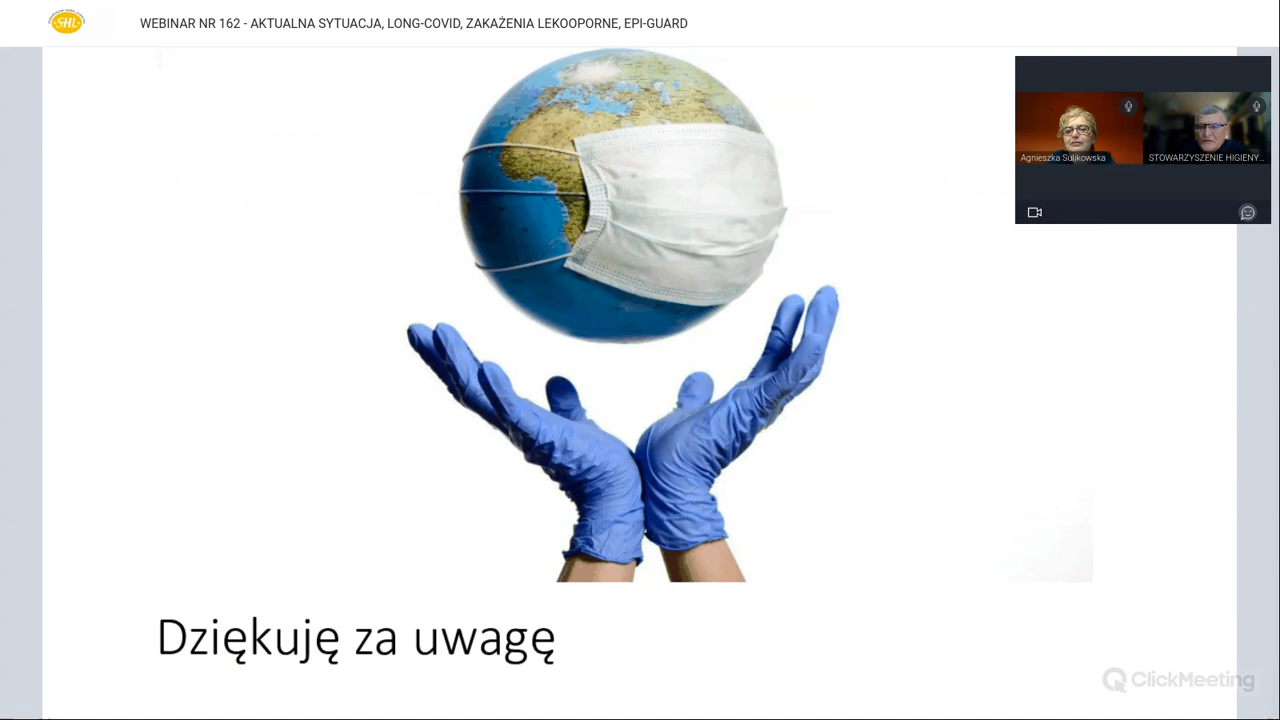 SHL
WEBINAR NR 162 - AKTUALNA SYTUACJA, LONG-COVID, ZAKAŻENIA LEKOOPORNE, EPI-GUARD
Agnieszka Sulikowska
STOWARZYSZENIE HIGIENY...
Dziękuję za uwagę
ClickMeeting